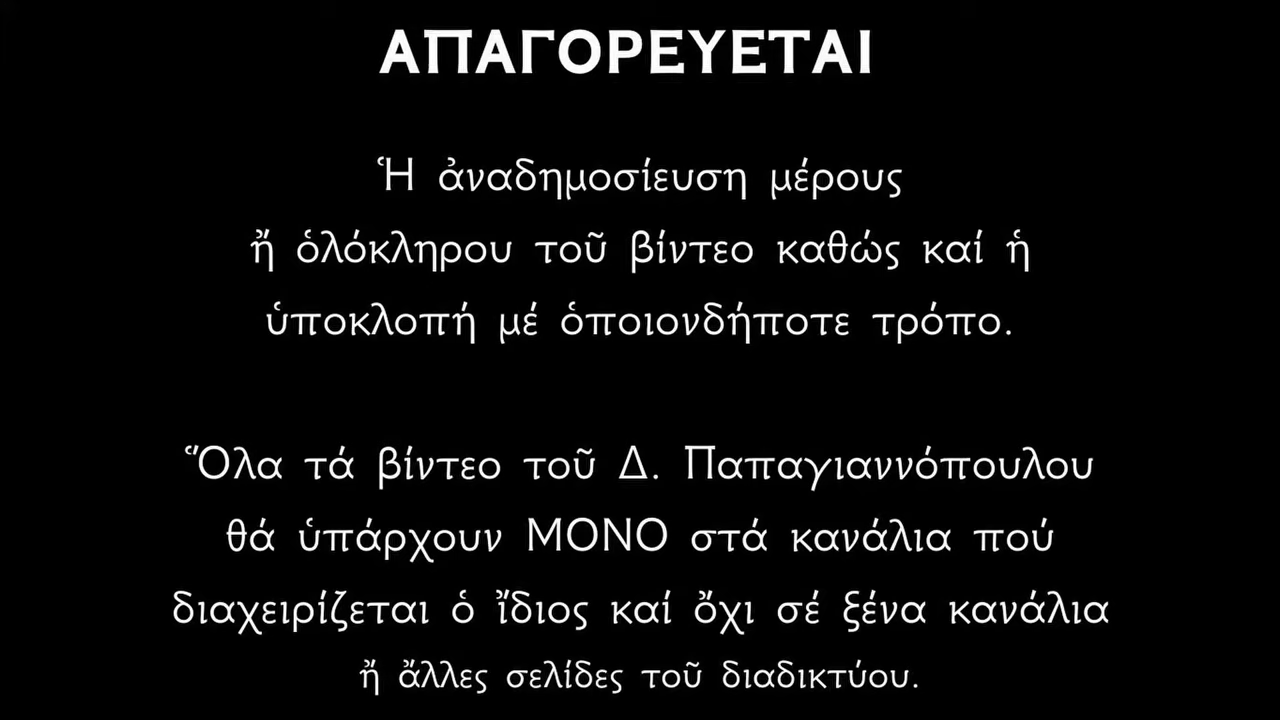 ΑΠΑΓΟΡΕΥΕΤΑΙ
Ἡ ἀναδημοσίευση μέρους
ἤ ὁλόκληρου τοῦ βίντεο καθώς καί ἡ
ὑποκλοπή μέ ὁποιονδήποτε τρόπο.
Ὅλα τά βίντεο τοῦ Δ. Παπαγιαννόπουλου
θά ὑπάρχουν ΜΟΝΟ στά κανάλια πού
διαχειρίζεται ὁ ἴδιος καί ὄχι σέ ξένα κανάλια
ἤ ἄλλες σελίδες τοῦ διαδικτύου.